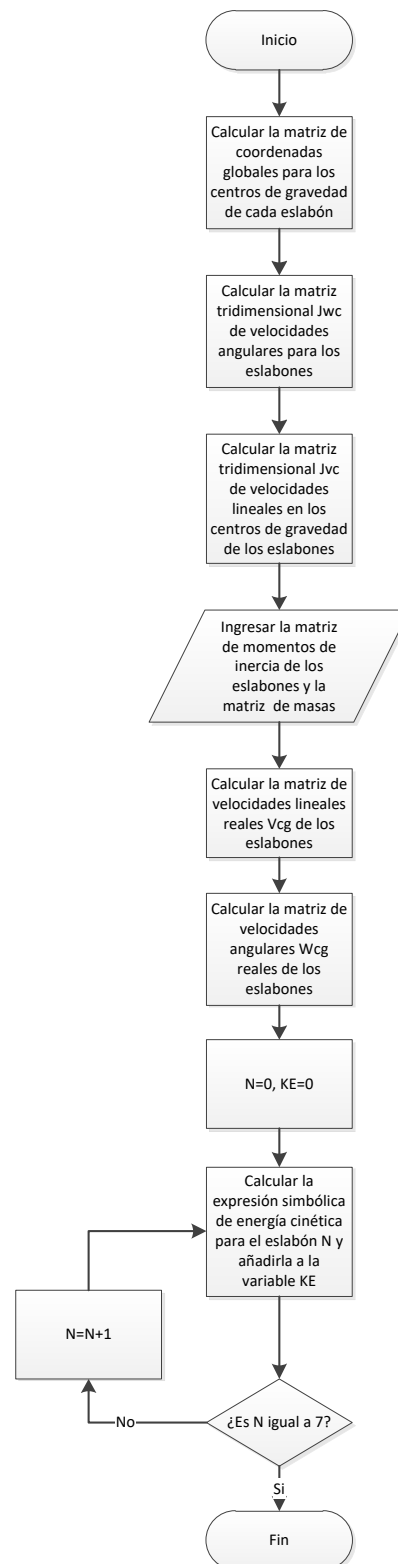 Inicio
Calcular la matriz de
coordenadas
globales para los
centros de gravedad
de cada eslabón
Calcular la matriz
tridimensional Jwc
de velocidades
angulares para los
eslabones
Calcular la matriz
tridimensional Jvc
de velocidades
lineales en los
centros de gravedad
de los eslabones
Ingresar la matriz
de momentos de
inercia de los
eslabones y la
matriz de masas
Calcular la matriz de
velocidades lineales
reales Vcg de los
eslabones
Calcular la matriz de
velocidades
angulares Wcg
reales de los
eslabones
N=0, KE=0
Calcular la
expresión simbólica
de energía cinética
para el eslabón N y
añadirla a la
variable KE
N=N+1
No
¿Es N igual a 7?
Si
Fin